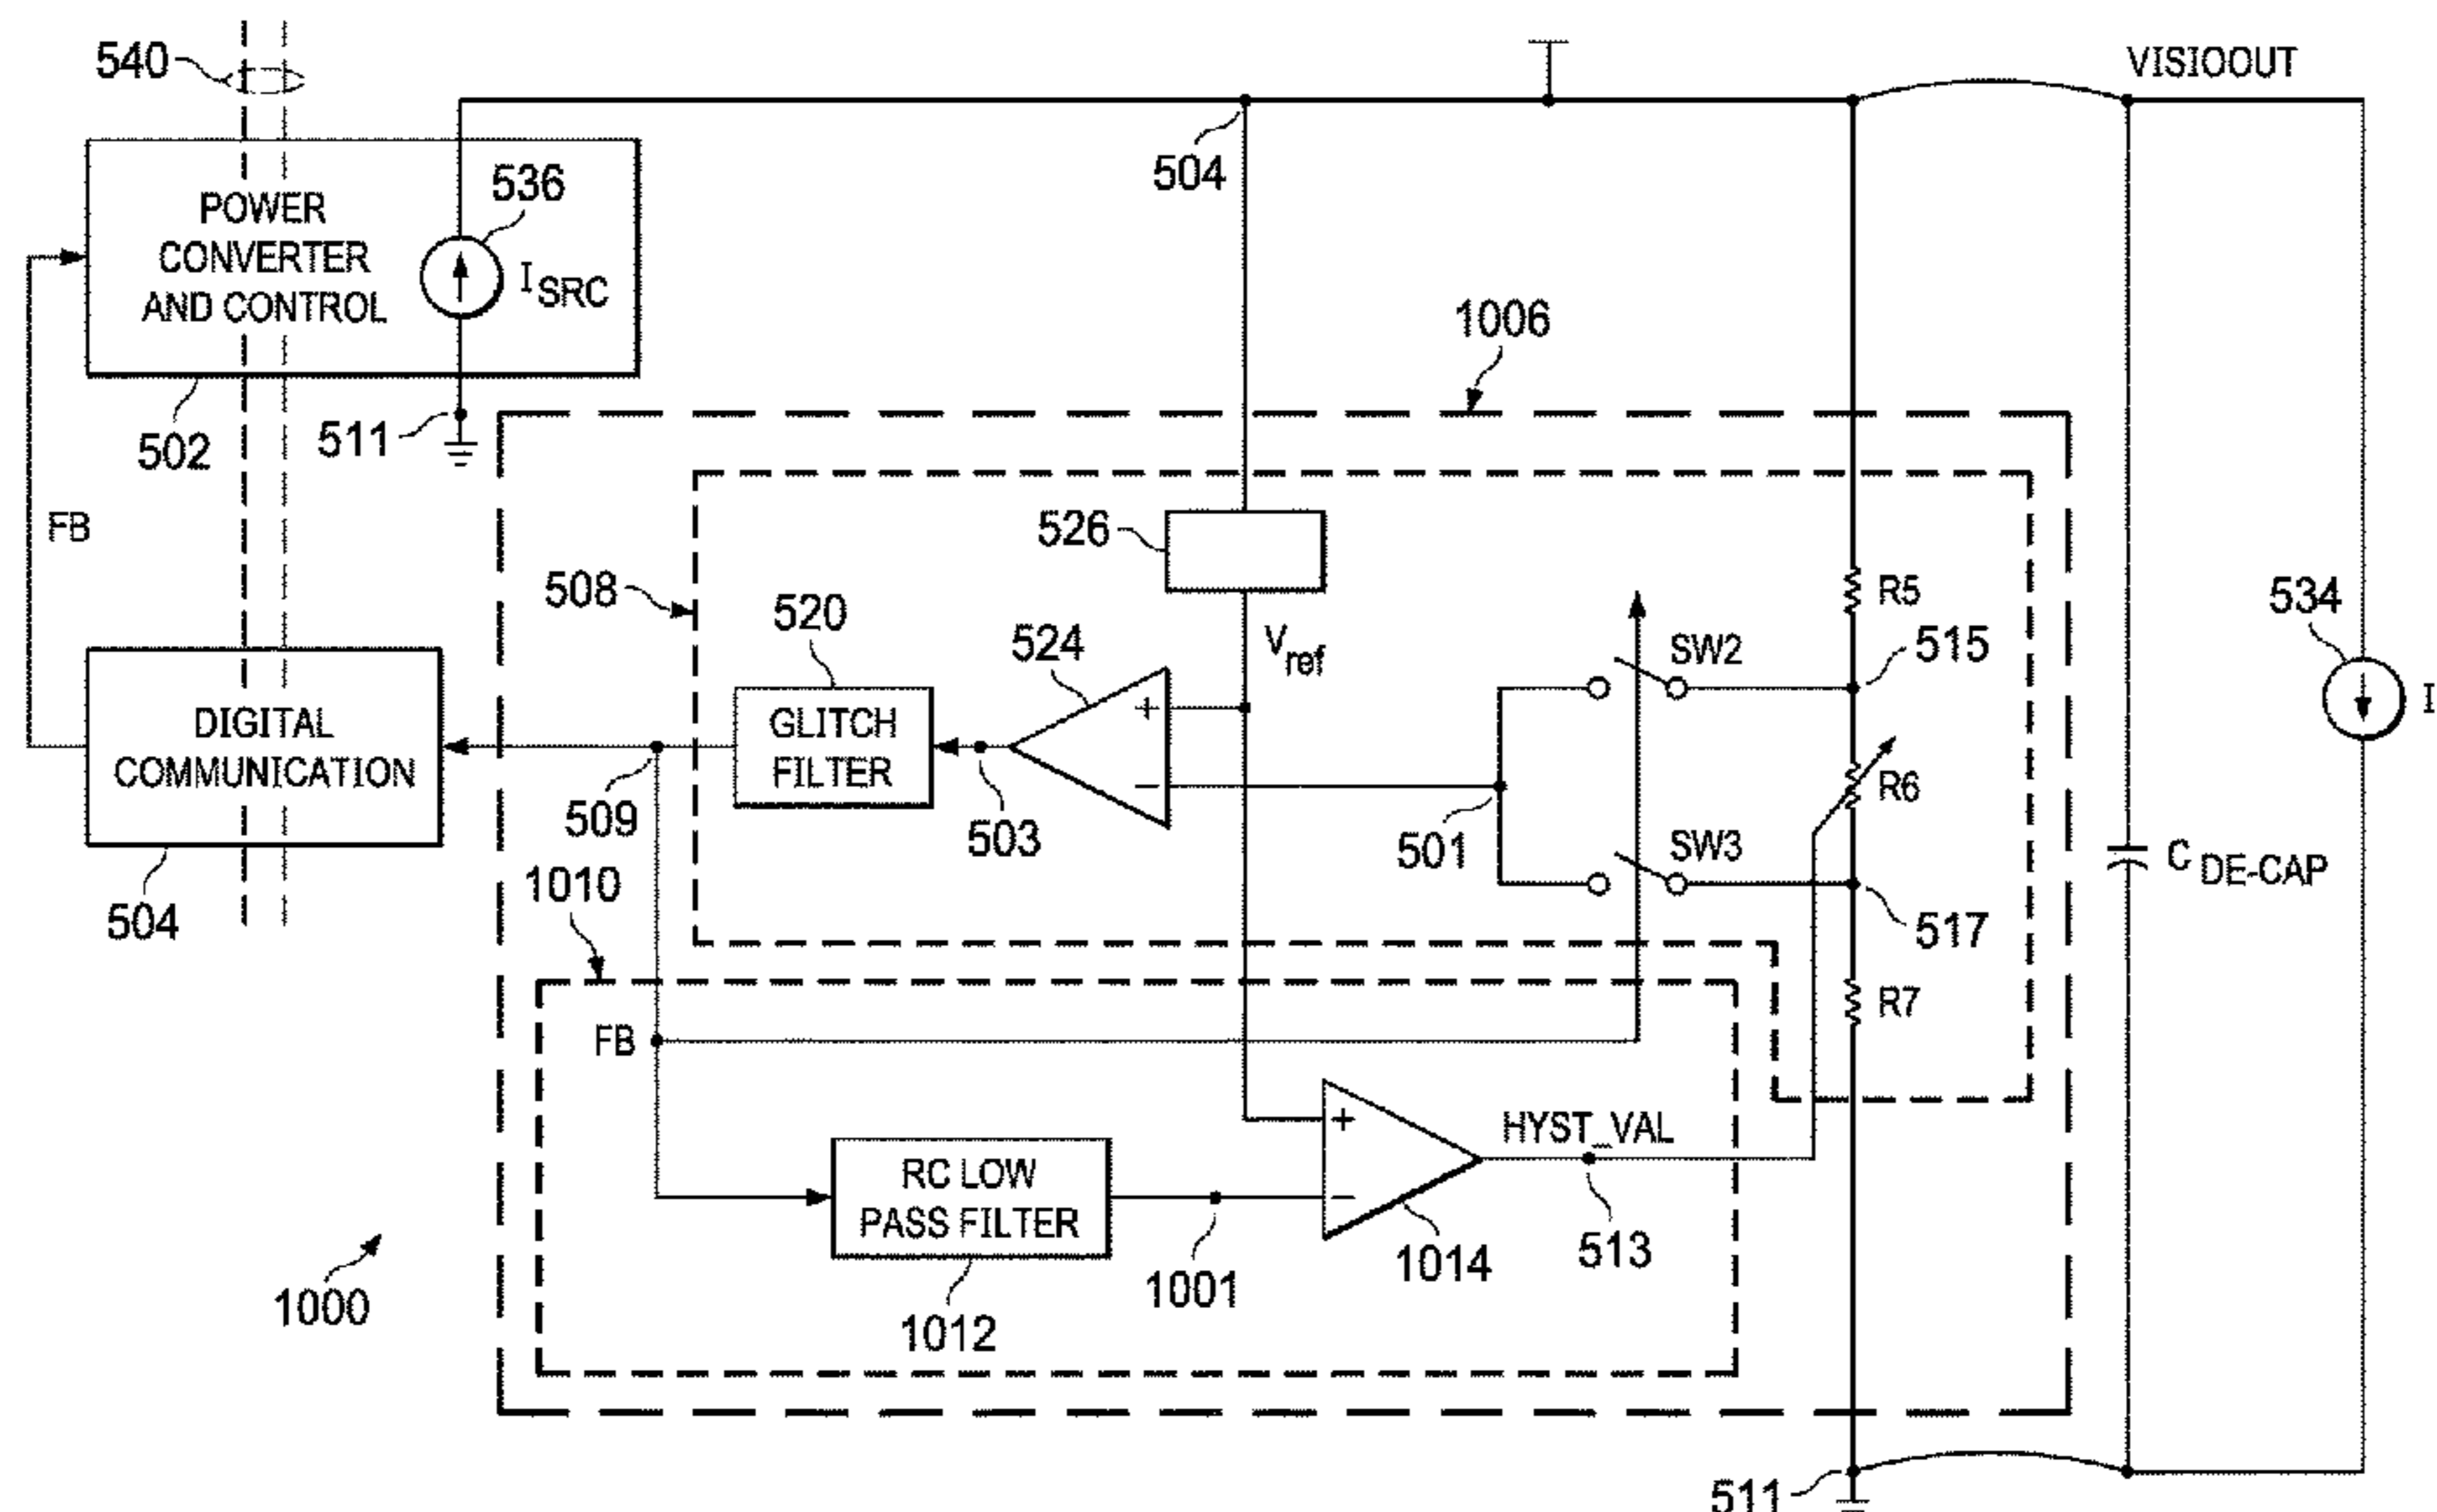 540
VISIOOUT
504
536
POWER
CONVERTER
AND CONTROL
I SRC
1006
511
502
FB
526
R5
534
508
520
524
Vref
SW2
515
I
GLITCH
FILTER
+
−
DIGITAL
COMMUNICATION
R6
509
503
501
SW3
C DE-CAP
504
1010
517
R7
FB
+
HYST_VAL
RC LOW
PASS FILTER
−
513
1014
1001
1000
1012
511